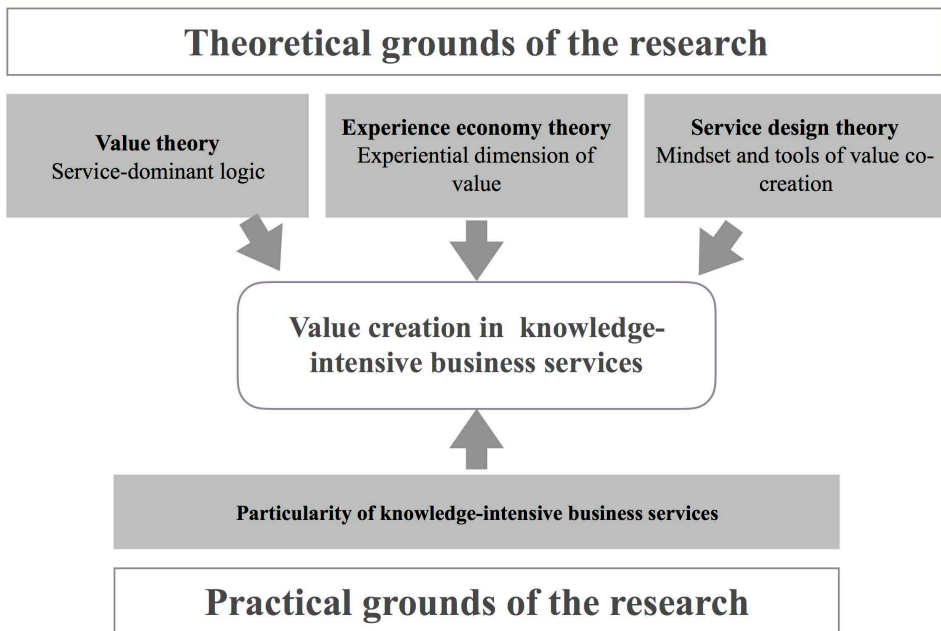 Theoretical grounds of the research
Value theory
Service-dominant logic
Experience economy theory
Experiential dimension of
value
Service design theory
Mindset and tools of value co-
creation
Value creation in knowledge-
intensive business services
Particularity of knowledge-intensive business services
Practical grounds of the research